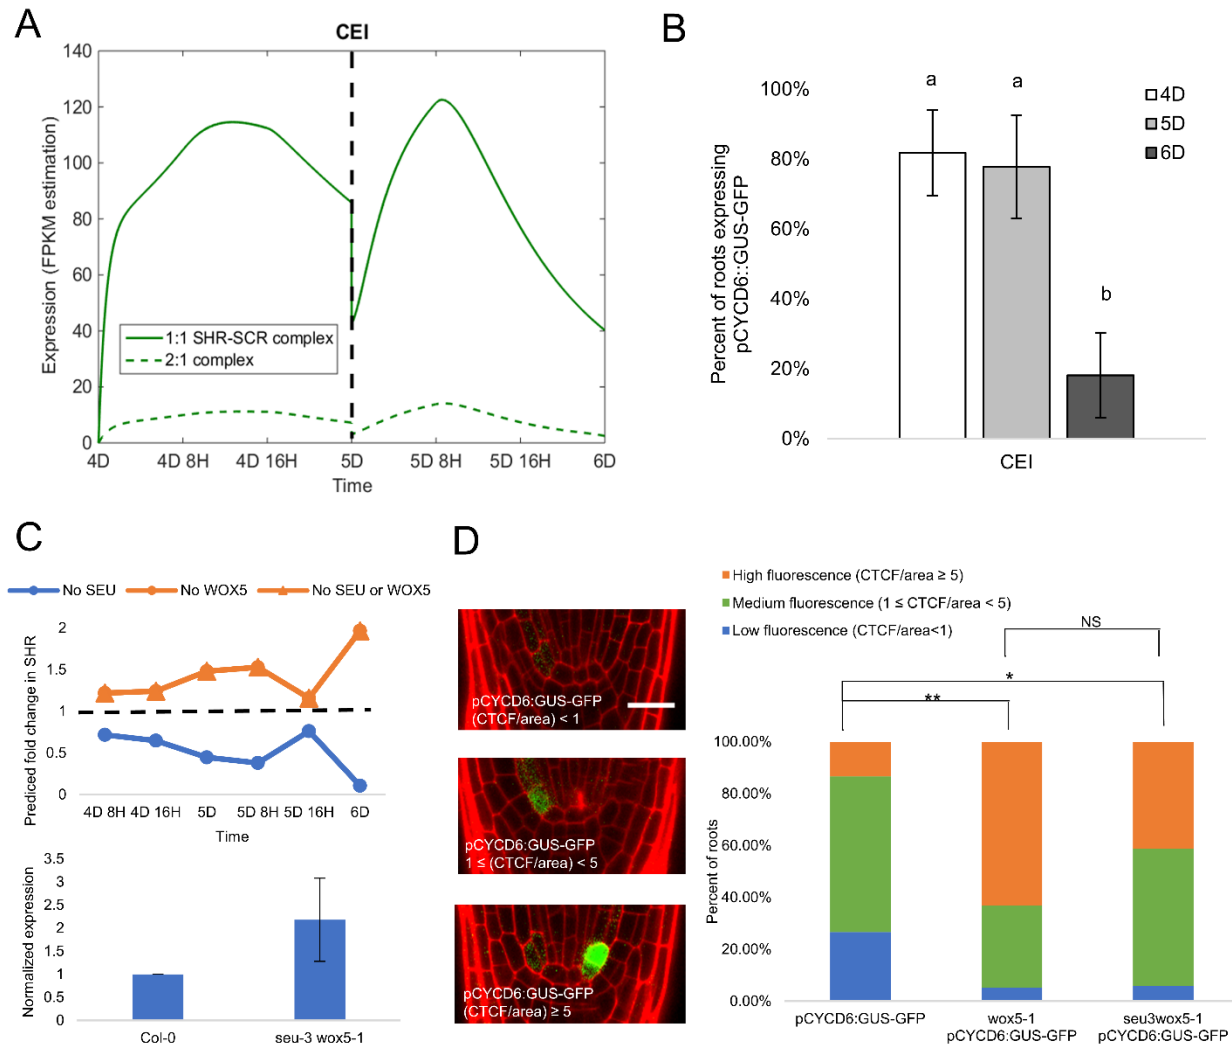 A
CEI
140
120
100
80
60
40
20
0
Expression (FPKM estimation)
1:1 SHR-SCR complex
2:1 complex
4D
4D 8H
4D 16H
5D
5D 8H
5D 16H
6D
Time
B
Percent of roots expressing
pCYCD6::GUS-GFP
100%
80%
60%
40%
20%
0%
a
a
b
4D
5D
6D
CEI
C
No SEU
No WOX5
No SEU or WOX5
Prediced fold change in SHR
2
1.5
1
0.5
0
4D 8H
4D 16H
5D
5D 8H
5D 16H
6D
Time
Normalized expression
3.5
3
2.5
2
1.5
1
0.5
0
Col-0
seu-3 wox5-1
D
pCYCD6:GUS-GFP
(CTCF/area) < 1
pCYCD6:GUS-GFP
1 ≤ (CTCF/area) < 5
pCYCD6:GUS-GFP
(CTCF/area) ≥ 5
High fluorescence (CTCF/area ≥ 5)
Medium fluorescence (1 ≤ CTCF/area < 5)
Low fluorescence (CTCF/area<1)
NS
*
**
Percent of roots
100.00%
80.00%
60.00%
40.00%
20.00%
0.00%
pCYCD6:GUS-GFP
wox5-1
pCYCD6:GUS-GFP
seu3wox5-1
pCYCD6:GUS-GFP